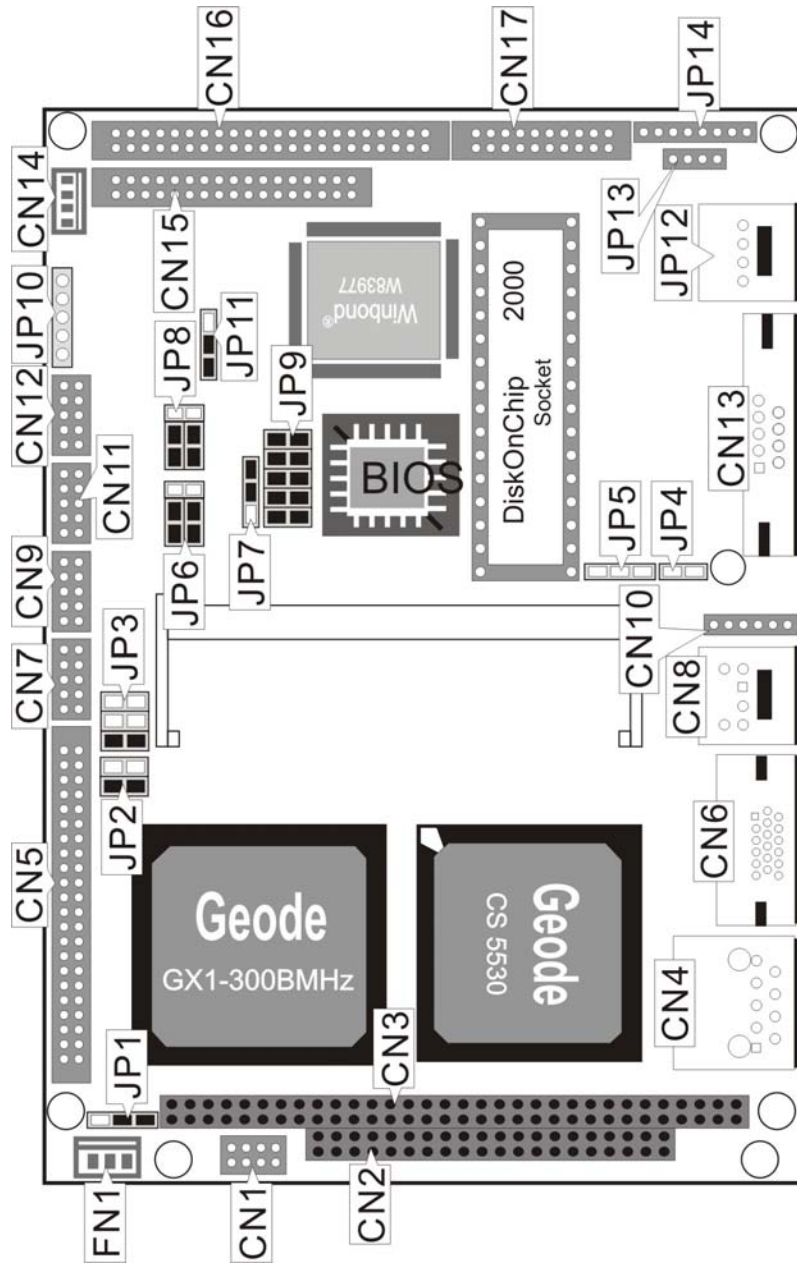 CN16
CN17
JP14
CN14
CN15
JP13
JP12
JP10
JP11
JP8
Winbond
®
W83977
CN12
JP9
DiskOnChip 2000
Socket
CN13
CN11
BIOS
JP6
JP7
JP5
JP4
CN9
CN10
CN7
JP3
CN8
JP2
CN5
CN6
Geode
GX1-300BMHz
Geode
CS 5530
CN4
JP1
CN3
FN1
CN1
CN2